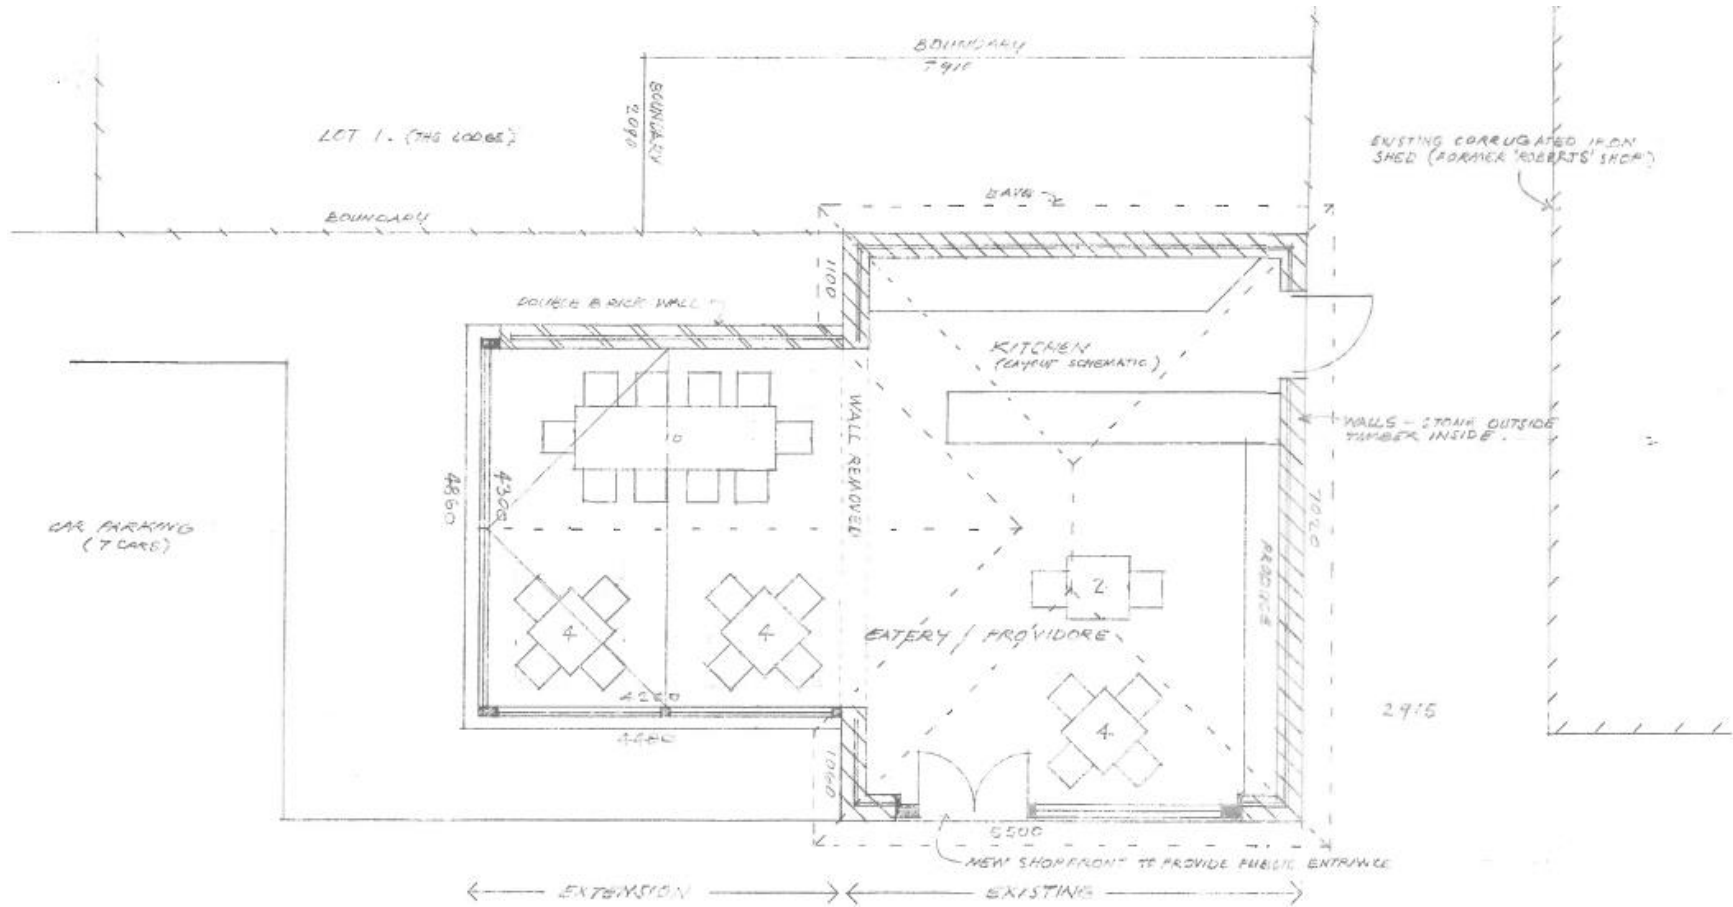 BOUNDARY
7910
BOUNDARY
2090
LOT 1. (THE LODGE)
EXISTING CORRUGATED IRON
SHED (FORMER 'ROBERTS' SHOP)
EAVE
BOUNDARY
1100
DOUBLE BRICK WALL
KITCHEN
(LAYOUT SCHEMATIC)
WALL REMOVED
WALLS - STONE OUTSIDE
TIMBER INSIDE.
10
4860
4300
7020
CAR PARKING
(7 CARS)
PRODUCE
2
4
4
EATERY / PROVIDORE
4
2915
4480
1060
5500
NEW SHOPFRONT TO PROVIDE PUBLIC ENTRANCE
EXTENSION
EXISTING